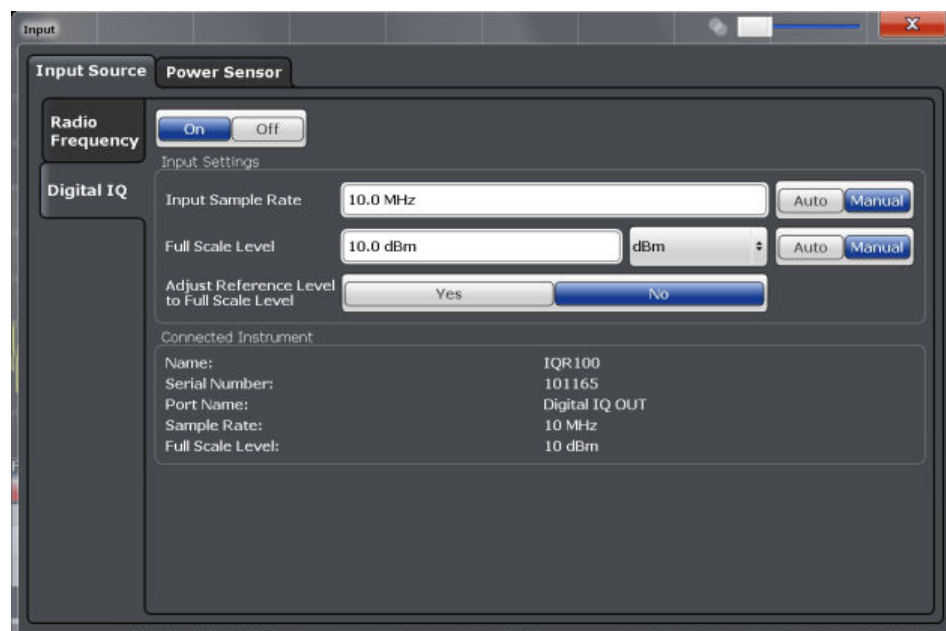 Input
Input Source Power Sensor
Radio Frequency
Digital IQ
On Off
Input Settings
Input Sample Rate 10.0 MHz Auto Manual
Full Scale Level 10.0 dBm dBm Auto Manual
Adjust Reference Level
to Full Scale Level Yes No
Connected Instrument
Name: IQR100
Serial Number: 101165
Port Name: Digital IQ OUT
Sample Rate: 10 MHz
Full Scale Level: 10 dBm